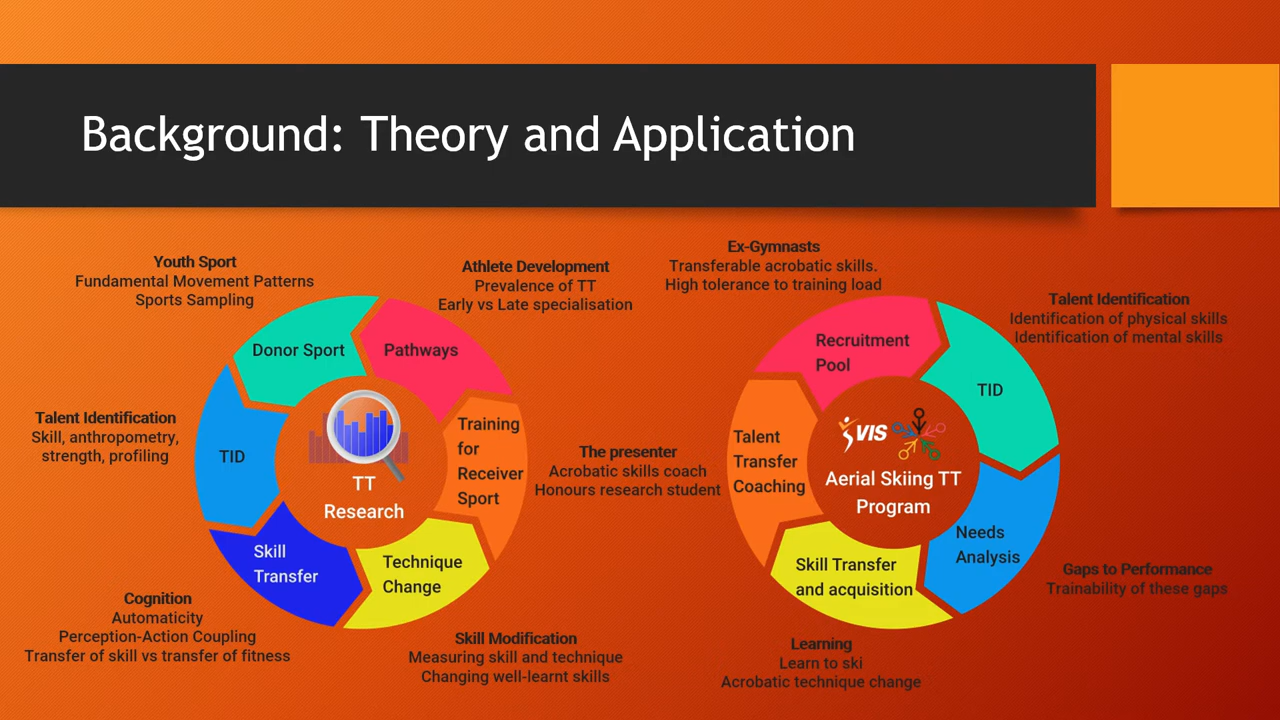 Background: Theory and Application
Youth Sport
Fundamental Movement Patterns
Sports Sampling
Athlete Development
Prevalence of TT
Early vs Late specialisation
Donor Sport
Pathways
Talent Identification
Skill, anthropometry,
strength, profiling
TID
Training
for
Receiver
Sport
TT
Research
Skill
Transfer
Technique
Change
Cognition
Automaticity
Perception-Action Coupling
Transfer of skill vs transfer of fitness
Skill Modification
Measuring skill and technique
Changing well-learnt skills
The presenter
Acrobatic skills coach
Honours research student
Ex-Gymnasts
Transferable acrobatic skills.
High tolerance to training load
Talent Identification
Identification of physical skills
Identification of mental skills
Recruitment
Pool
TID
Talent
Transfer
Coaching
VIS
Aerial Skiing TT
Program
Needs
Analysis
Skill Transfer
and acquisition
Gaps to Performance
Trainability of these gaps
Learning
Learn to ski
Acrobatic technique change